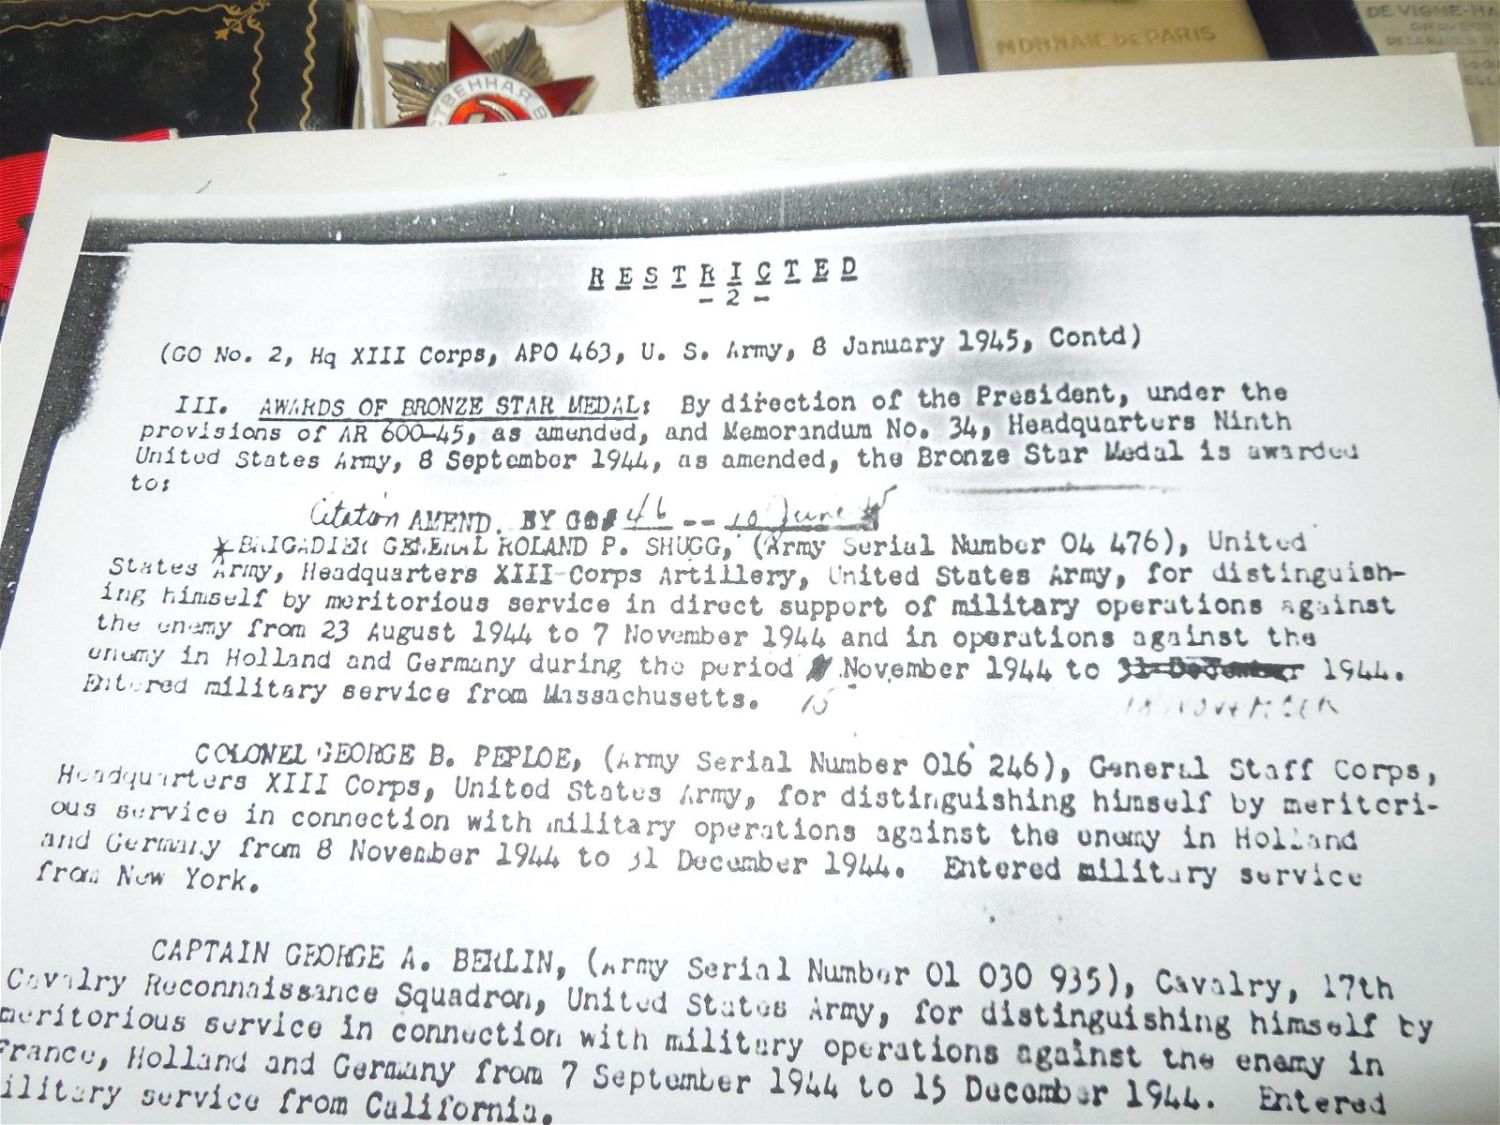 СТВЕННАЯ В
MONNAIE DE PARIS
DE VIGNE-HA
RESTRICTED
- 2 -
(GO No. 2, Hq XIII Corps, APO 463, U. S. Army, 8 January 1945, Contd)
III. AWARDS OF BRONZE STAR MEDAL: By direction of the President, under the
provisions of AR 600-45, as amended, and Memorandum No. 34, Headquarters Ninth
United States Army, 8 September 1944, as amended, the Bronze Star Medal is awarded
to:
Citation AMEND. BY GO# 46 -- 10 June 45
*BRIGADIER GENERAL ROLAND P. SHUGG, (Army Serial Number 04 476), United
States Army, Headquarters XIII Corps Artillery, United States Army, for distinguish-
ing himself by meritorious service in direct support of military operations against
the enemy from 23 August 1944 to 7 November 1944 and in operations against the
enemy in Holland and Germany during the period November 1944 to 31 December 1944.
Entered military service from Massachusetts. 15 18 NOVEMBER
COLONEL GEORGE B. PEPLOE, (Army Serial Number 016 246), General Staff Corps,
Headquarters XIII Corps, United States Army, for distinguishing himself by meritori-
ous service in connection with military operations against the enemy in Holland
and Germany from 8 November 1944 to 31 December 1944. Entered military service
from New York.
CAPTAIN GEORGE A. BERLIN, (Army Serial Number 01 030 935), Cavalry, 17th
Cavalry Reconnaissance Squadron, United States Army, for distinguishing himself by
meritorious service in connection with military operations against the enemy in
France, Holland and Germany from 7 September 1944 to 15 December 1944. Entered
ilitary service from California.